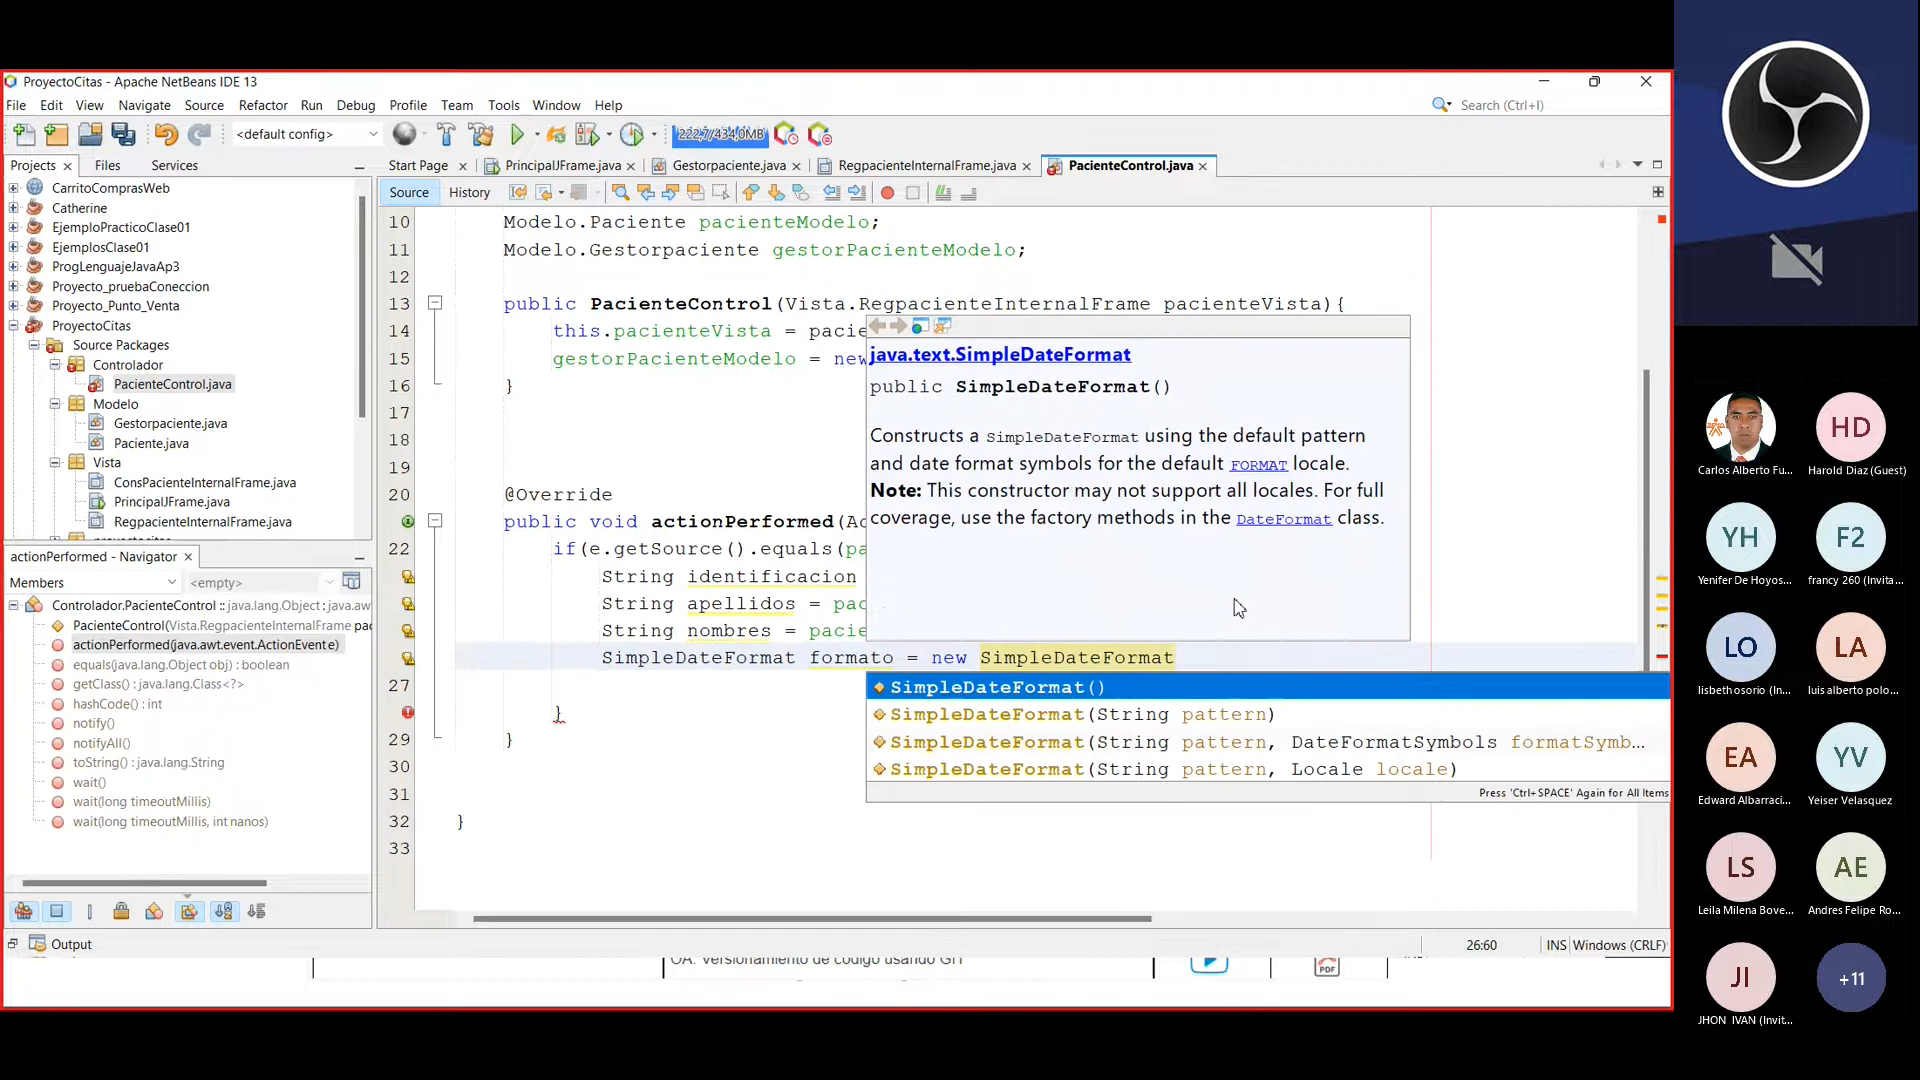 ProyectoCitas - Apache NetBeans IDE 13
File Edit View Navigate Source Refactor Run Debug Profile Team Tools Window Help
Search (Ctrl+I)
<default config>
222,7/434,0MB
Projects Files Services
Start Page PrincipalJFrame.java Gestorpaciente.java RegpacienteInternalFrame.java PacienteControl.java
Source History
CarritoComprasWeb
Catherine
EjemploPracticoClase01
EjemplosClase01
ProgLenguajeJavaAp3
Proyecto_pruebaConeccion
Proyecto_Punto_Venta
ProyectoCitas
Source Packages
Controlador
PacienteControl.java
Modelo
Gestorpaciente.java
Paciente.java
Vista
ConsPacienteInternalFrame.java
PrincipalJFrame.java
RegpacienteInternalFrame.java
actionPerformed - Navigator
Members
<empty>
Controlador.PacienteControl :: java.lang.Object : java.aw
PacienteControl(Vista.RegpacienteInternalFrame pac
actionPerformed(java.awt.event.ActionEvent e)
equals(java.lang.Object obj) : boolean
getClass() : java.lang.Class<?>
hashCode() : int
notify()
notifyAll()
toString() : java.lang.String
wait()
wait(long timeoutMillis)
wait(long timeoutMillis, int nanos)
10 Modelo.Paciente pacienteModelo;
11 Modelo.Gestorpaciente gestorPacienteModelo;
12
13 public PacienteControl(Vista.RegpacienteInternalFrame pacienteVista){
14 this.pacienteVista = pacie
15 gestorPacienteModelo = new
16 }
17
18
19
20 @Override
public void actionPerformed(Ac
22 if(e.getSource().equals(pa
String identificacion
String apellidos = pac
String nombres = pacie
SimpleDateFormat formato = new SimpleDateFormat
27
}
29 }
30
31
32 }
33
java.text.SimpleDateFormat
public SimpleDateFormat()
Constructs a SimpleDateFormat using the default pattern
and date format symbols for the default FORMAT locale.
Note: This constructor may not support all locales. For full
coverage, use the factory methods in the DateFormat class.
SimpleDateFormat()
SimpleDateFormat(String pattern)
SimpleDateFormat(String pattern, DateFormatSymbols formatSymb...
SimpleDateFormat(String pattern, Locale locale)
Press 'Ctrl+SPACE' Again for All Items
Output
26:60 INS Windows (CRLF)
OA. Versionamiento de código usando GIT
PDF
Carlos Alberto Fu...
HD
Harold Diaz (Guest)
YH
Yenifer De Hoyos...
F2
francy 260 (Invita...
LO
lisbeth osorio (In...
LA
luis alberto polo...
EA
Edward Albarraci...
YV
Yeiser Velasquez
LS
Leila Milena Bove...
AE
Andres Felipe Ro...
JI
JHON IVAN (Invit...
+11